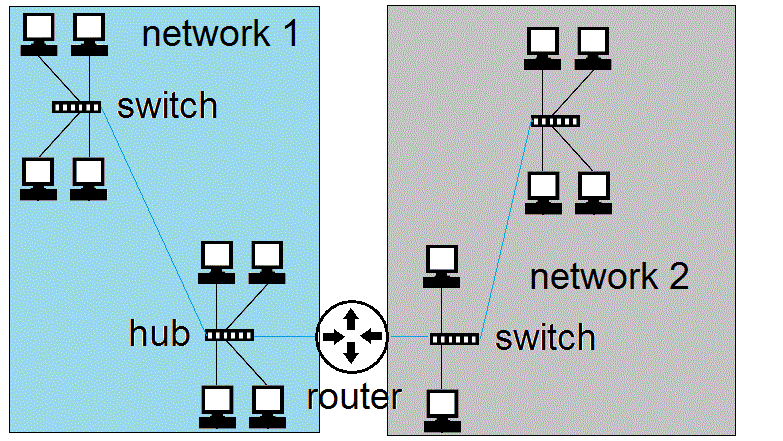 network 1
switch
network 2
hub
switch
router